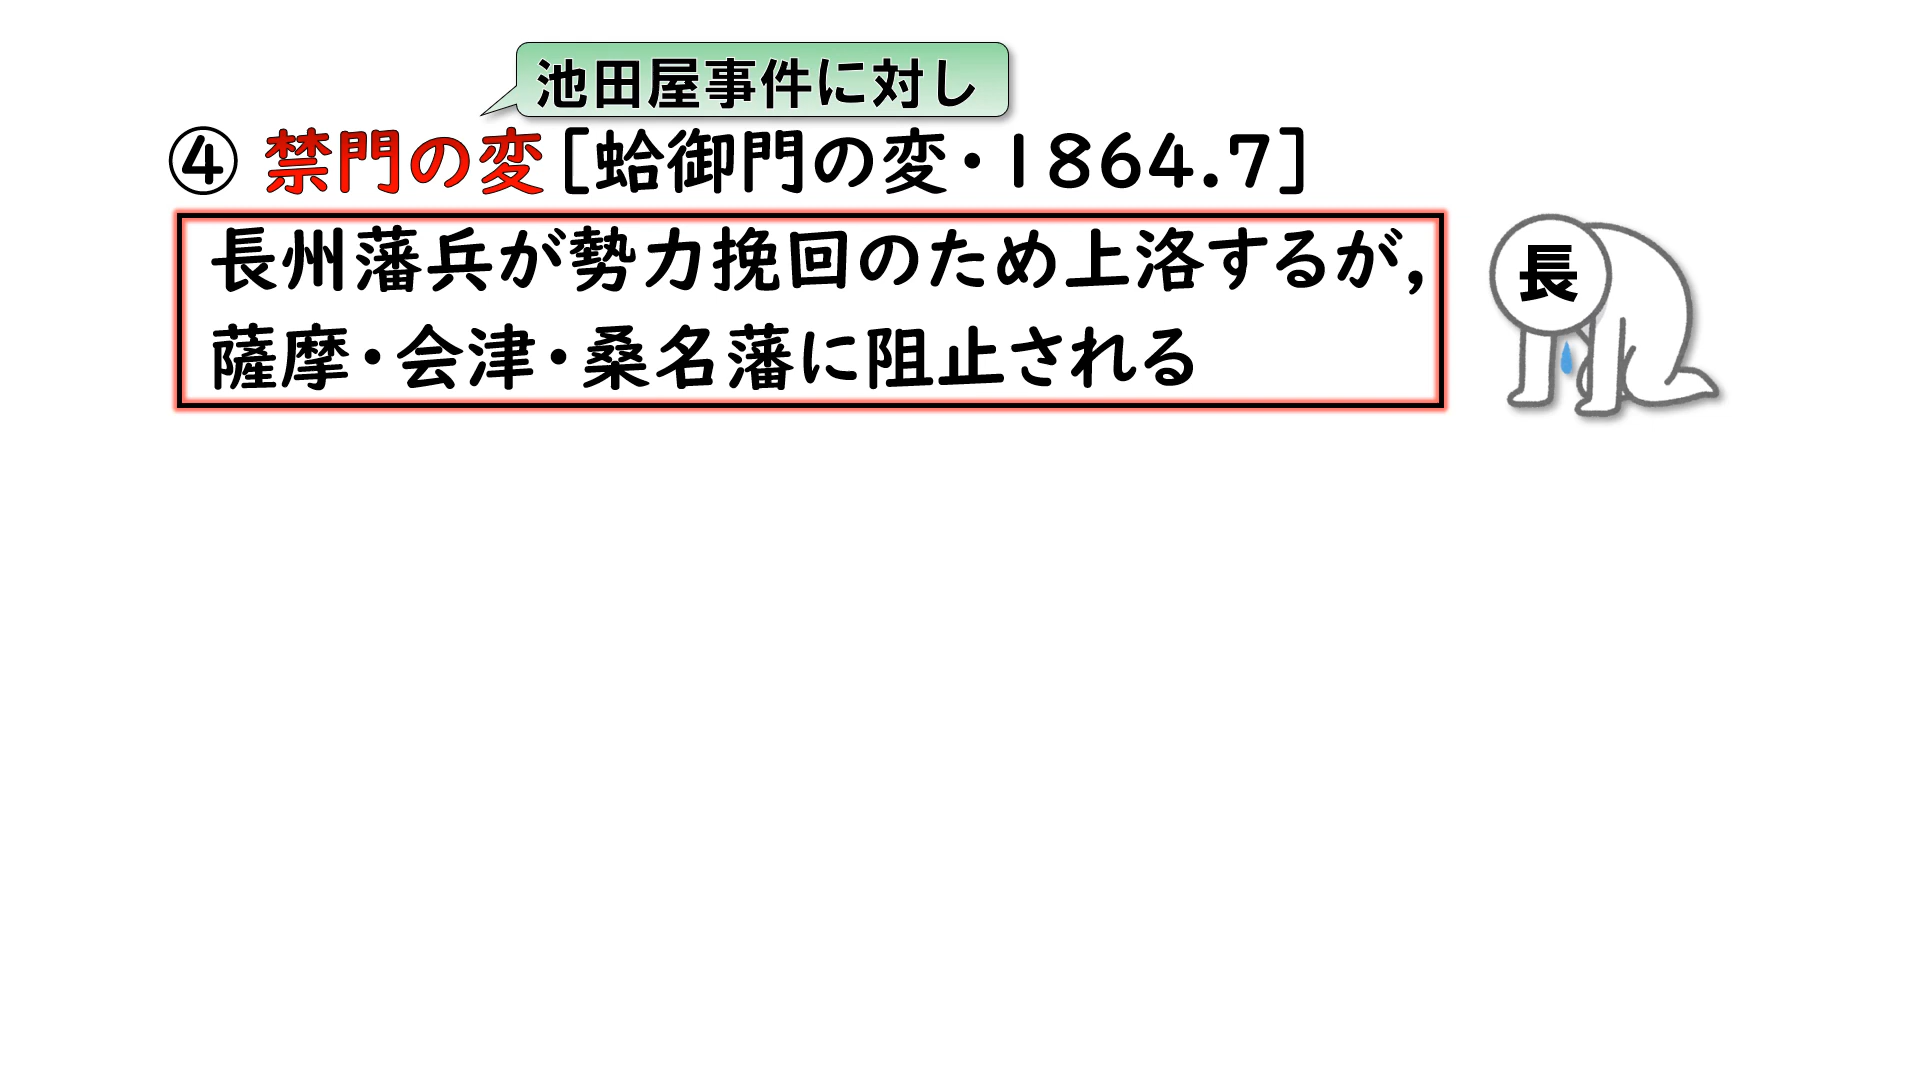 池田屋事件に対し
④ 禁門の変[蛤御門の変・1864.7]
長州藩兵が勢力挽回のため上洛するが,
薩摩・会津・桑名藩に阻止される
長